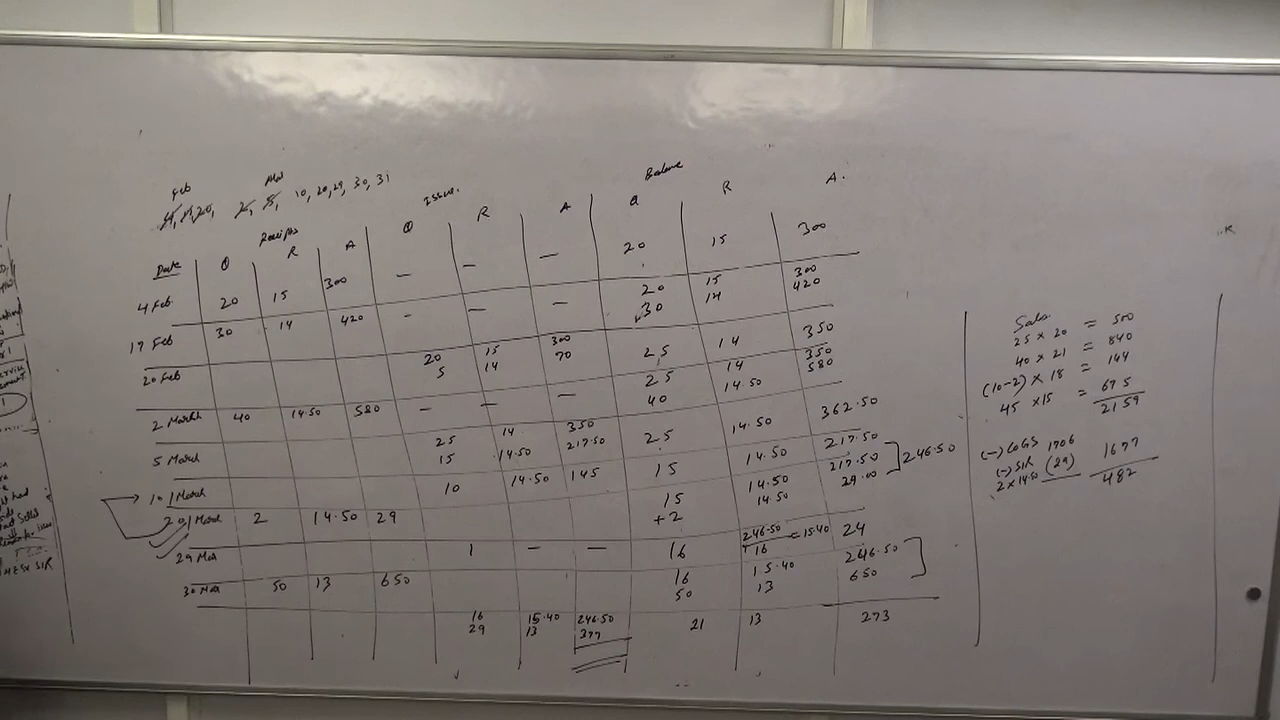 Feb Mar
4, 17, 20, 2, 5, 10, 20, 29, 30, 31
Receipts Issues. Balance
Date Q R A Q R A Q R A.
4 Feb 20 15 300 — — — 20 15 300
17 Feb 30 14 420 - — — 20 15 300
30 14 420
20 Feb 20 15 300 25 14 350
5 14 70
2 March 40 14.50 580 — — — 25 14 350
40 14.50 580
5 March 25 14 350 25 14.50 362.50
15 14.50 217.50
10 March 10 14.50 145 15 14.50 217.50
20 March 2 14.50 29 15 14.50 217.50 246.50
+2 14.50 29.00
29 Mar 1 — — 16 246.50 = 15.40 24
16
30 Mar 50 13 650 16 15.40 246.50
50 13 650
16 15.40 246.50 21 13 273
29 13 377
Sales
25 × 20 = 500
40 × 21 = 840
(10-2) × 18 = 144
45 × 15 = 675
2159
(-) COGS 1706
(-) S/R (29) 1677
2 × 14.50
482